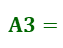 A3 =